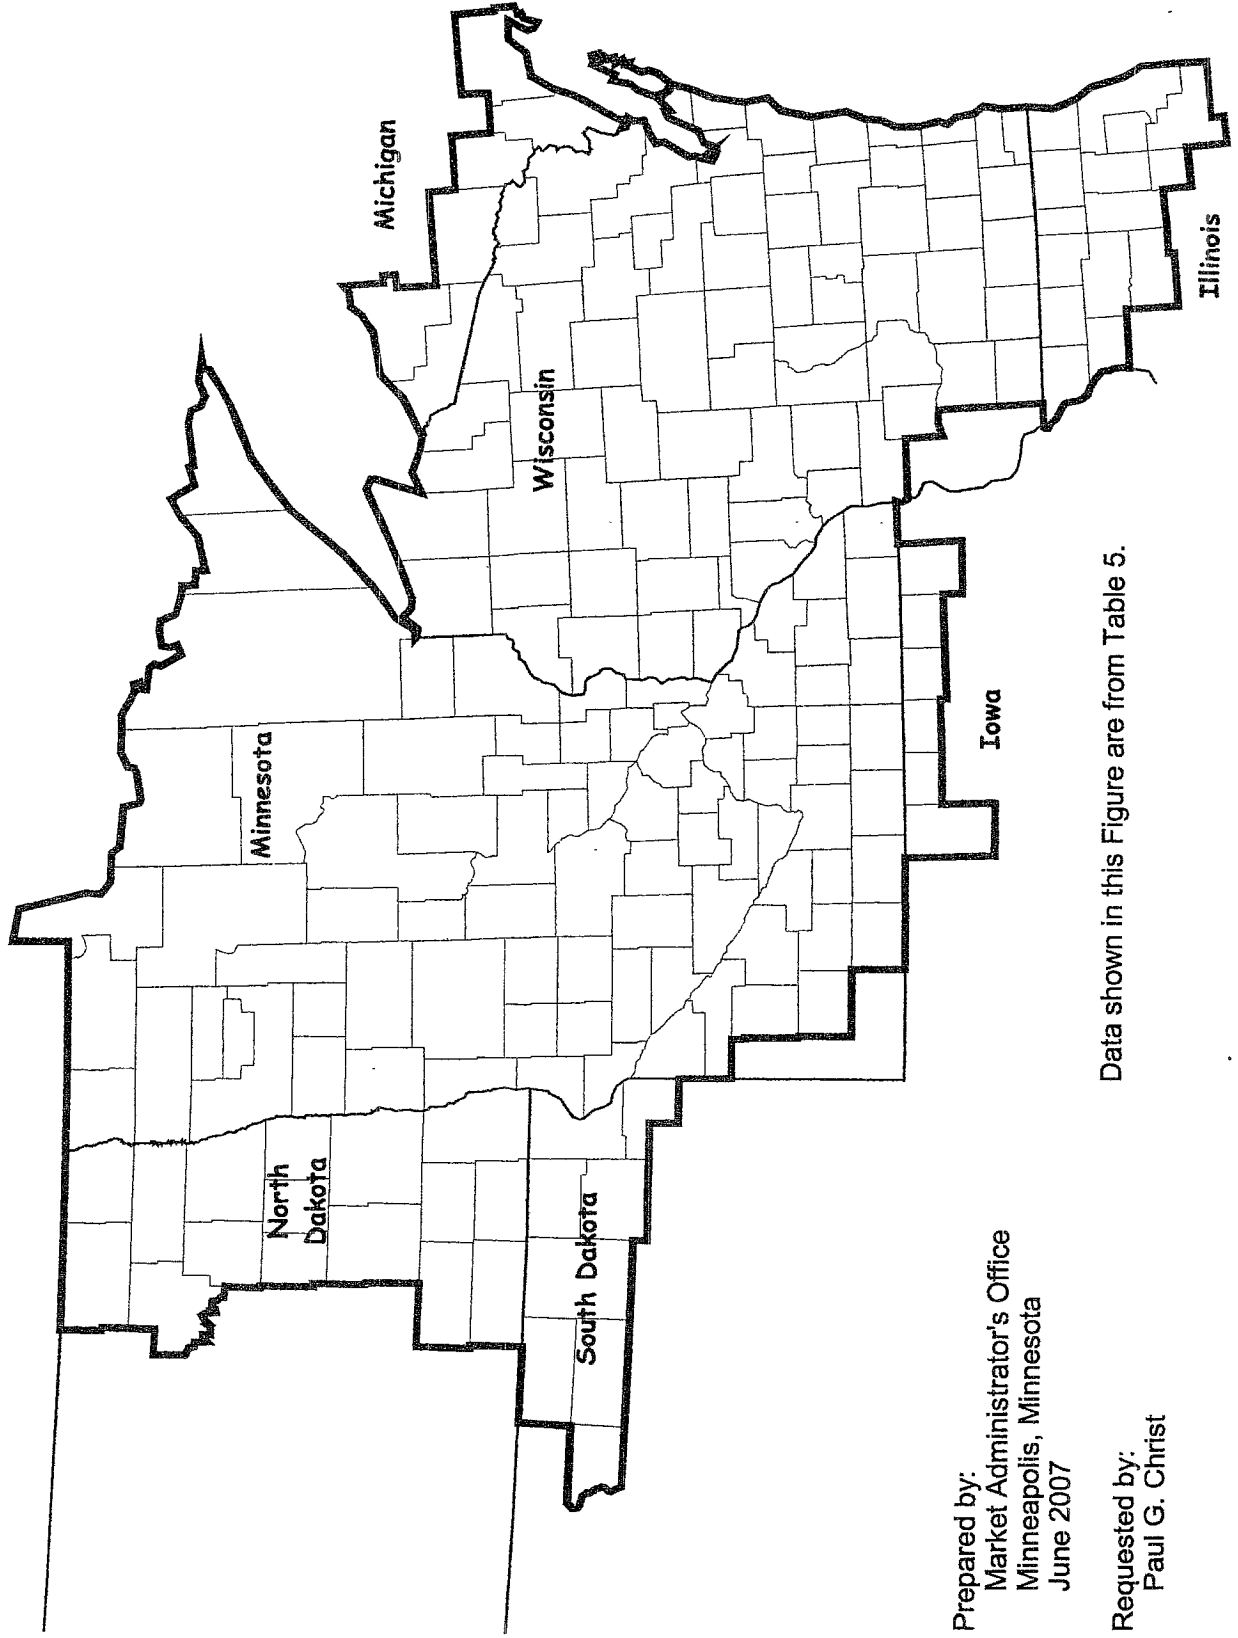 Michigan
Minnesota
Wisconsin
North
Dakota
South Dakota
Iowa
Illinois
Data shown in this Figure are from Table 5.
Prepared by:
Market Administrator's Office
Minneapolis, Minnesota
June 2007
Requested by:
Paul G. Christ